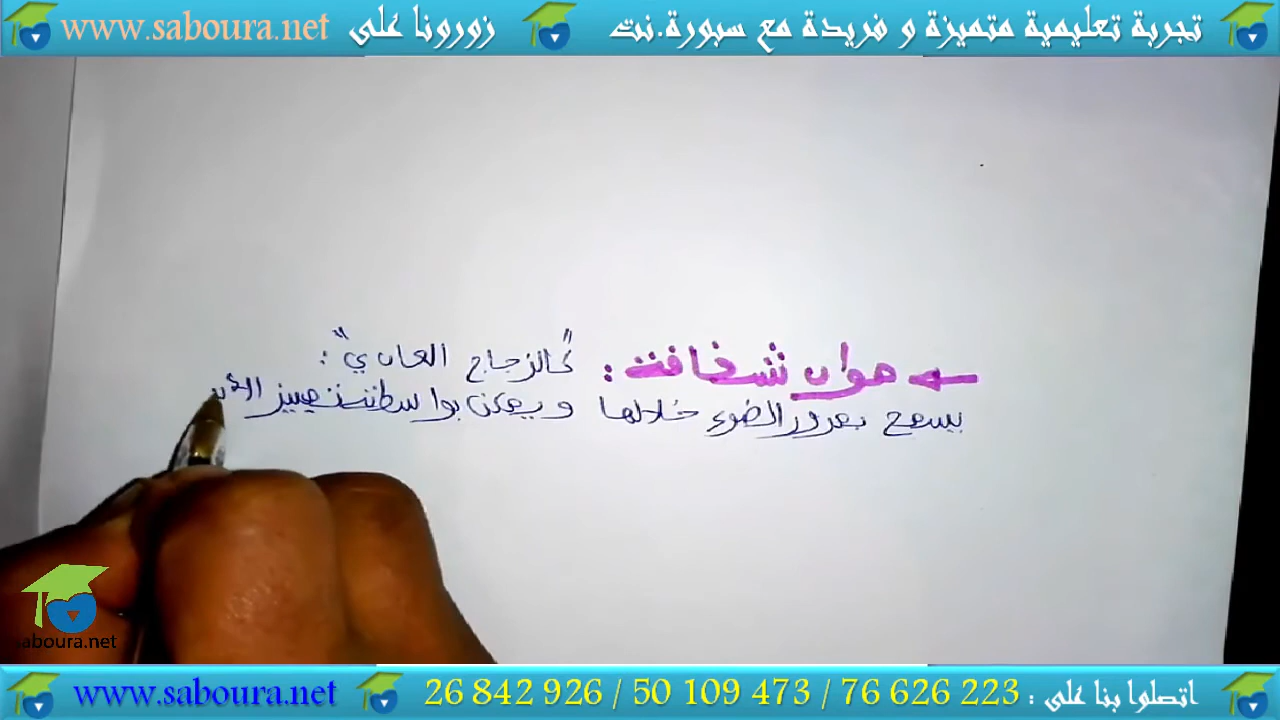 تجربة تعليمية متميزة و فريدة مع سبورة.نت زورونا على www.saboura.net
مواد شفافة : "كالزجاج العادي" :
يسمح بمرور الضوء خلالها ويمكن بواسطته تمييز
saboura.net
اتصلوا بنا على : 26 842 926 / 50 109 473 / 76 626 223 www.saboura.net